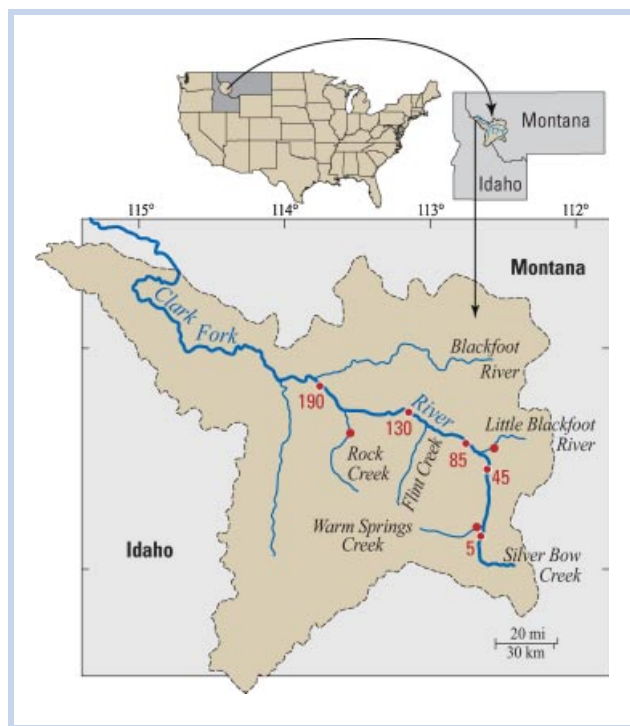 Montana
Idaho
115°
114°
113°
112°
Montana
Clark
Fork
Blackfoot
River
190
River
130
Little Blackfoot
River
85
Rock
Creek
Flint Creek
45
Warm Springs
Creek
5
Idaho
Silver Bow
Creek
20 mi
30 km